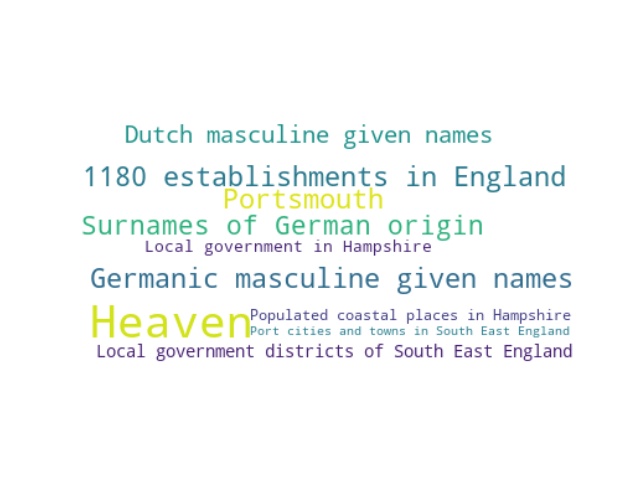 Dutch masculine given names
1180 establishments in England
Portsmouth
Surnames of German origin
Local government in Hampshire
Germanic masculine given names
Heaven
Populated coastal places in Hampshire
Port cities and towns in South East England
Local government districts of South East England